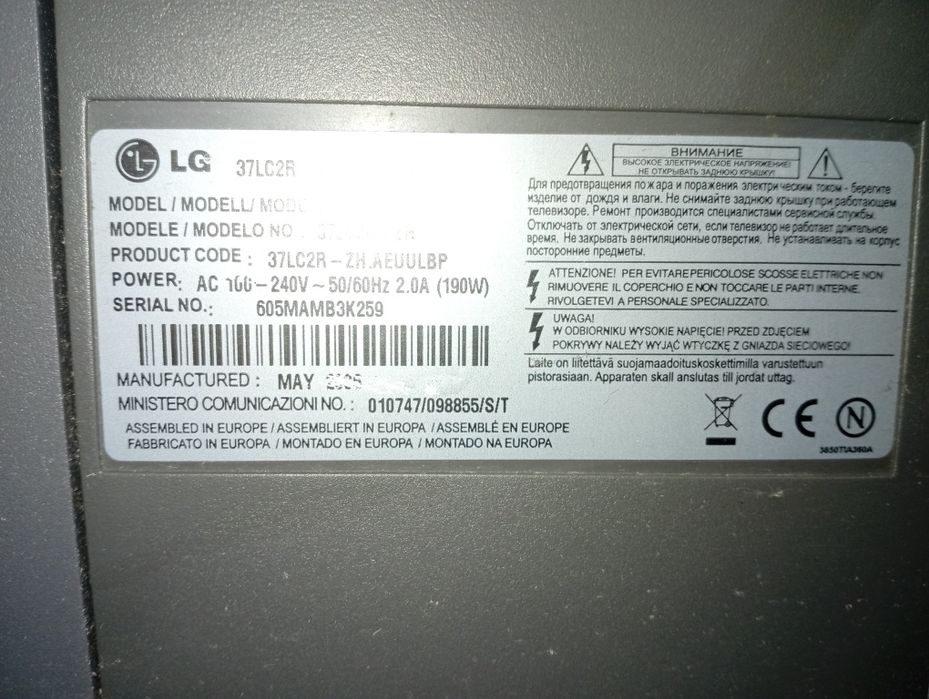 LG 37LC2R
MODEL / MODELL/
MODELE / MODELO NO
PRODUCT CODE : 37LC2R-ZH.AEUULBP
POWER: AC 100-240V ~ 50/60Hz 2.0A (190W)
SERIAL NO.: 605MAMB3K259
MANUFACTURED : MAY
MINISTERO COMUNICAZIONI NO. : 010747/098855/S/T
ASSEMBLED IN EUROPE / ASSEMBLIERT IN EUROPA / ASSEMBLÉ EN EUROPE
FABBRICATO IN EUROPA / MONTADO EN EUROPA / MONTADO NA EUROPA
ВНИМАНИЕ
ВЫСОКОЕ ЭЛЕКТРИЧЕСКОЕ НАПРЯЖЕНИЕ!
НЕ ОТКРЫВАТЬ ЗАДНЮЮ КРЫШКУ!
Для предотвращения пожара и поражения электрическим током - берегите
изделие от дождя и влаги. Не снимайте заднюю крышку при работающем
телевизоре. Ремонт производится специалистами сервисной службы.
Отключать от электрической сети, если телевизор не работает длительное
время. Не закрывать вентиляционные отверстия. Не устанавливать на корпус
посторонние предметы.
ATTENZIONE! PER EVITARE PERICOLOSE SCOSSE ELETTRICHE NON
RIMUOVERE IL COPERCHIO E NON TOCCARE LE PARTI INTERNE.
RIVOLGETEVI A PERSONALE SPECIALIZZATO.
UWAGA!
W ODBIORNIKU WYSOKIE NAPIĘCIE! PRZED ZDJĘCIEM
POKRYWY NALEŻY WYJĄĆ WTYCZKĘ Z GNIAZDA SIECIOWEGO!
Laite on liitettävä suojamaadoituskoskettimilla varustettuun
pistorasiaan. Apparaten skall anslutas till jordat uttag.
CE N
3850TTA360A